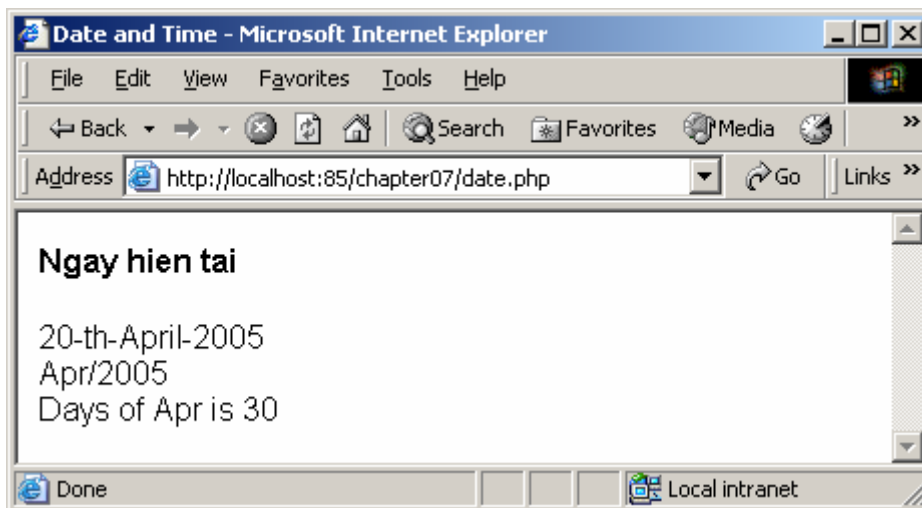 Date and Time - Microsoft Internet Explorer
File Edit View Favorites Tools Help
Back Search Favorites Media »
Address http://localhost:85/chapter07/date.php Go Links »
Ngay hien tai
20-th-April-2005
Apr/2005
Days of Apr is 30
Done Local intranet